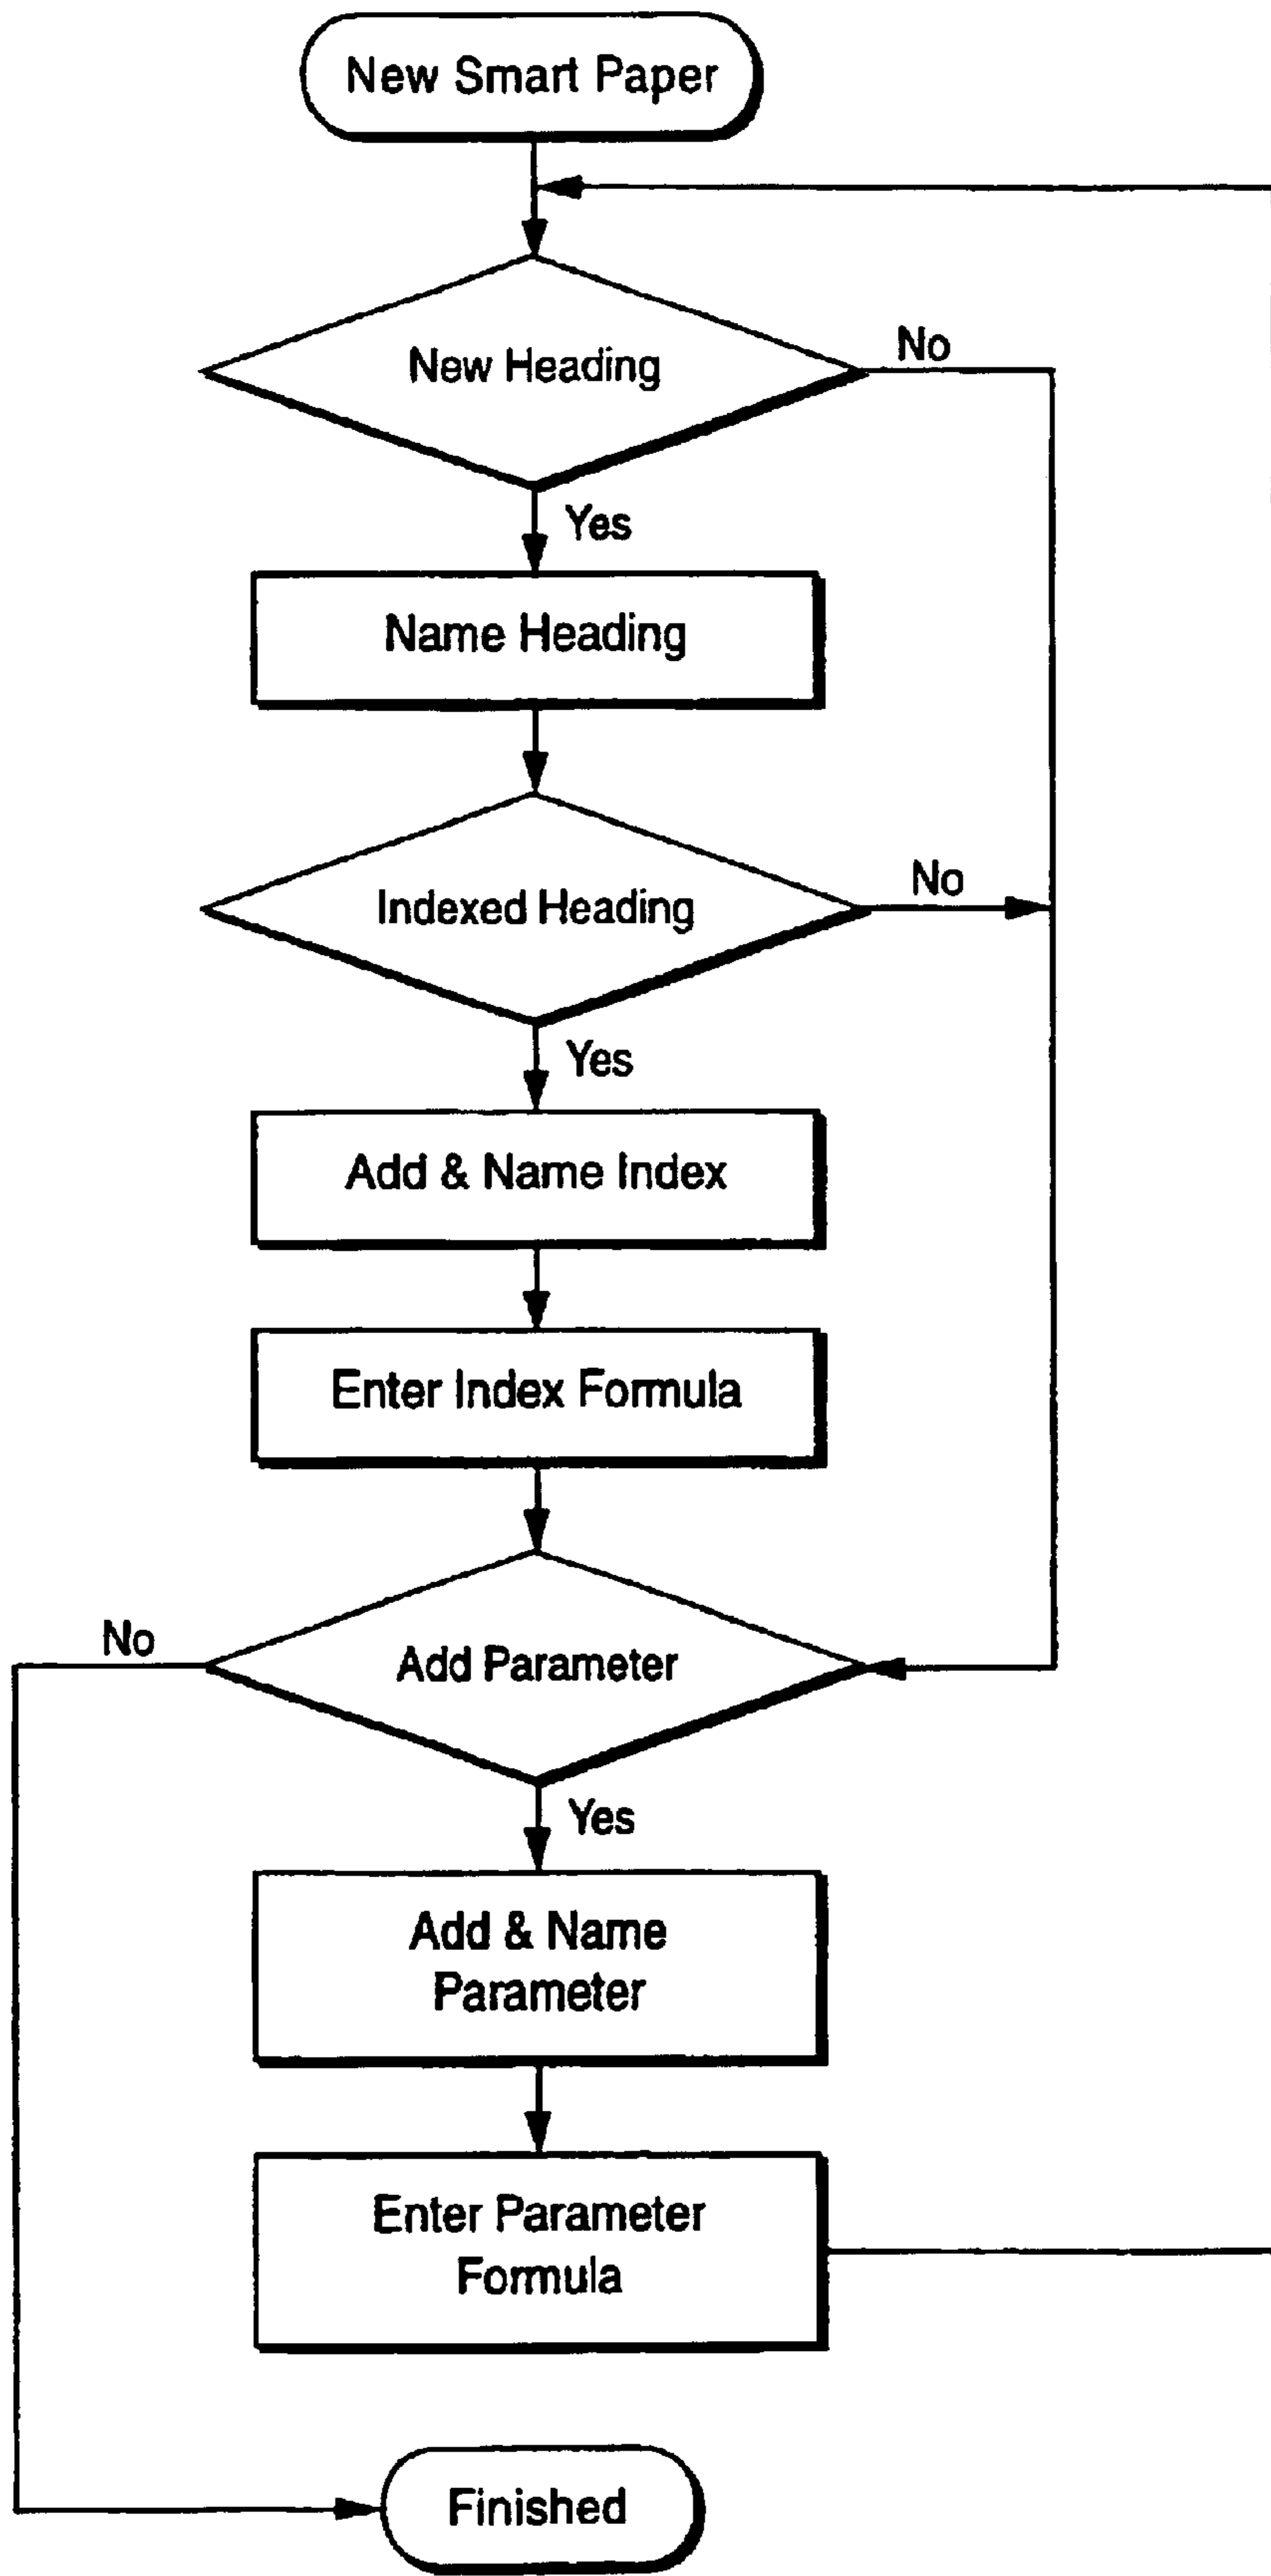 New Smart Paper
New Heading
No
Yes
Name Heading
Indexed Heading
No
Yes
Add & Name Index
Enter Index Formula
No
Add Parameter
Yes
Add & Name
Parameter
Enter Parameter
Formula
Finished